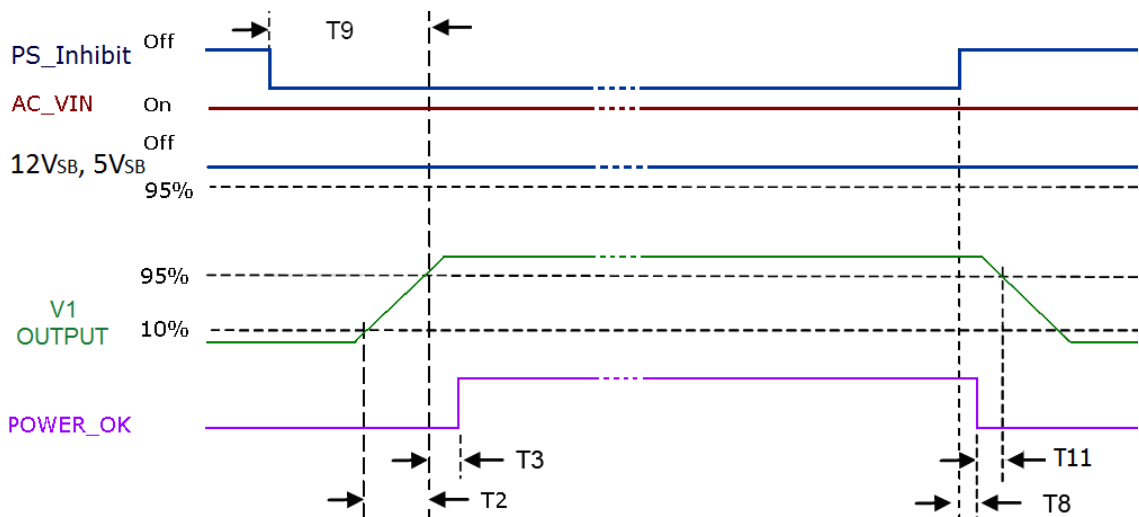 T9
Off
PS_Inhibit
AC_VIN On
Off
12VSB, 5VSB
95%
95%
V1
OUTPUT
10%
POWER_OK
T3
T11
T2
T8